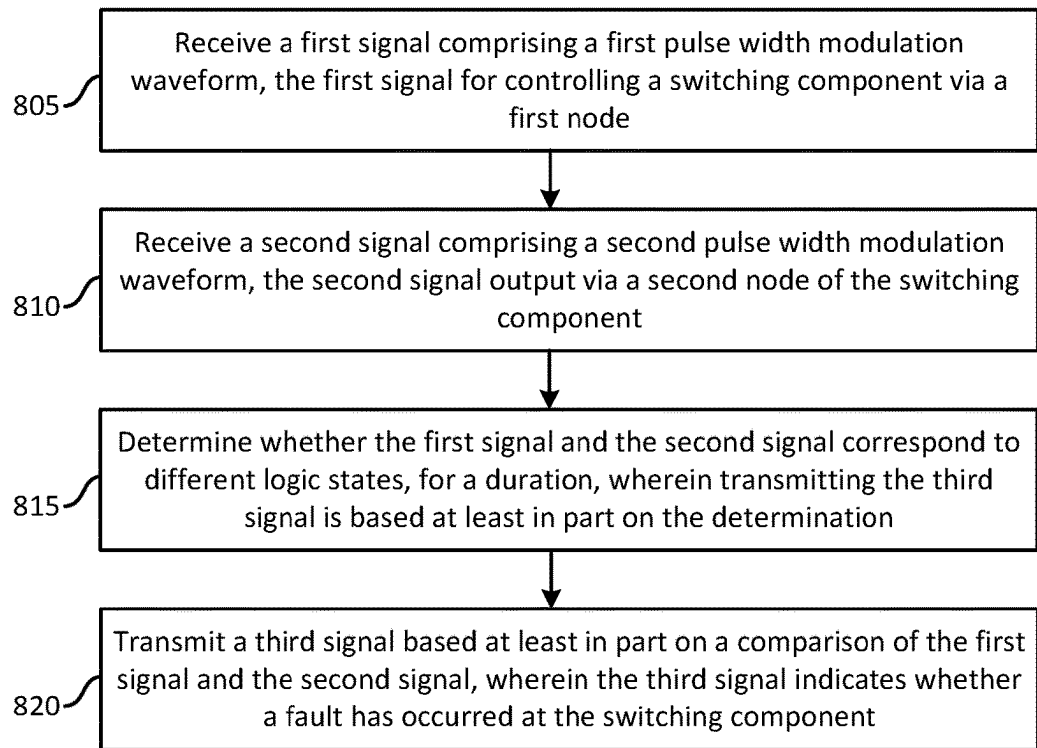 Receive a first signal comprising a first pulse width modulation
waveform, the first signal for controlling a switching component via a
first node
805
Receive a second signal comprising a second pulse width modulation
waveform, the second signal output via a second node of the switching
component
810
Determine whether the first signal and the second signal correspond to
different logic states, for a duration, wherein transmitting the third
signal is based at least in part on the determination
815
Transmit a third signal based at least in part on a comparison of the first
signal and the second signal, wherein the third signal indicates whether
a fault has occurred at the switching component
820